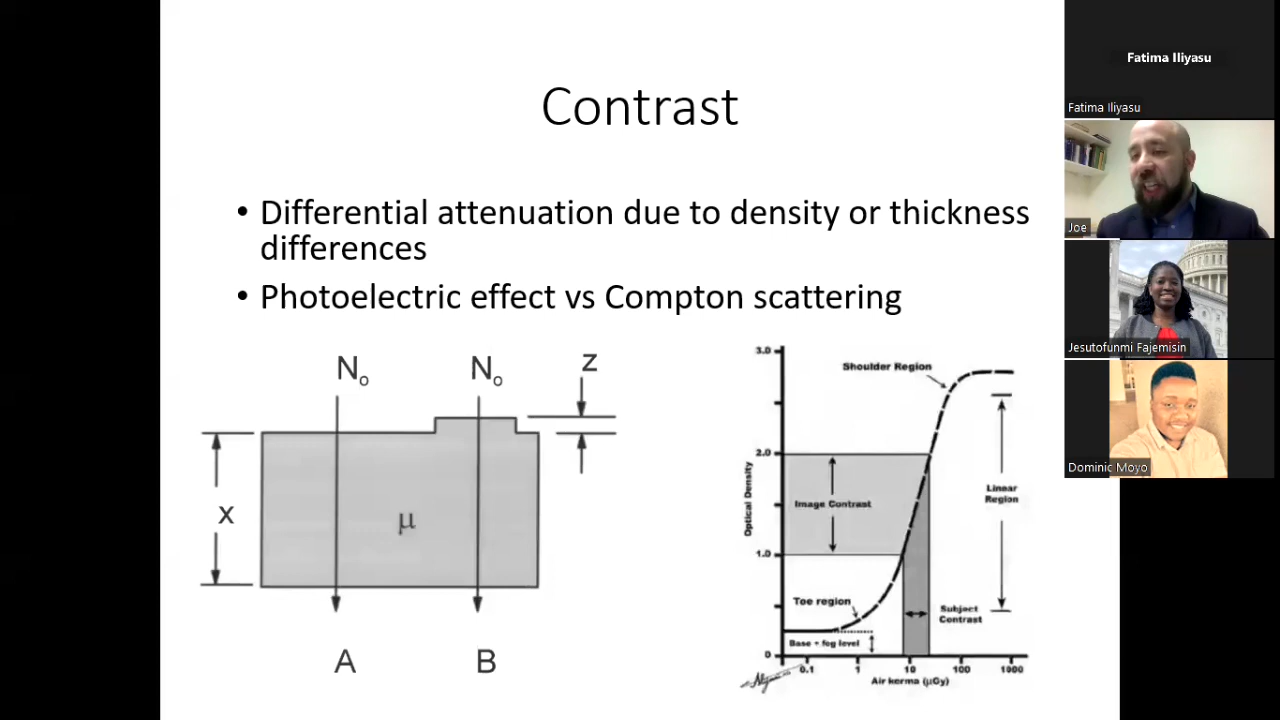 Contrast
• Differential attenuation due to density or thickness
differences
• Photoelectric effect vs Compton scattering
N₀
N₀
z
x
μ
A
B
3.0
2.0
1.0
0
Optical Density
Shoulder Region
Image Contrast
Linear
Region
Toe region
Subject
Contrast
Base + fog level
0.1
1
10
100
1000
Air kerma (μGy)
Fatima Iliyasu
Fatima Iliyasu
Joe
Jesutofunmi Fajemisin
Dominic Moyo